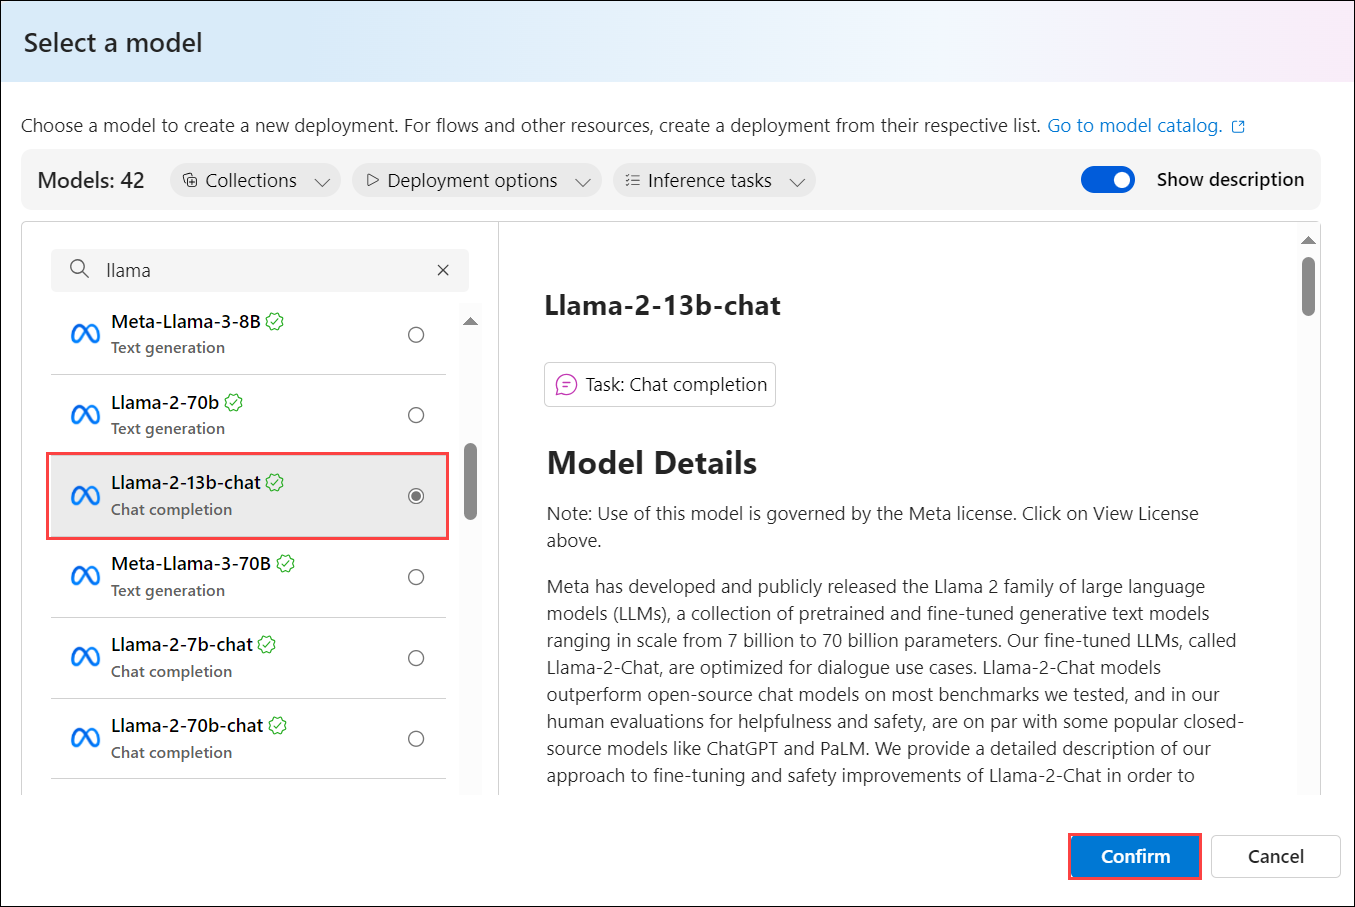 Select a model
Choose a model to create a new deployment. For flows and other resources, create a deployment from their respective list. Go to model catalog.
Models: 42
Collections
Deployment options
Inference tasks
Show description
llama
Meta-Llama-3-8B
Text generation
Llama-2-70b
Text generation
Llama-2-13b-chat
Chat completion
Meta-Llama-3-70B
Text generation
Llama-2-7b-chat
Chat completion
Llama-2-70b-chat
Chat completion
Llama-2-13b-chat
Task: Chat completion
Model Details
Note: Use of this model is governed by the Meta license. Click on View License
above.
Meta has developed and publicly released the Llama 2 family of large language
models (LLMs), a collection of pretrained and fine-tuned generative text models
ranging in scale from 7 billion to 70 billion parameters. Our fine-tuned LLMs, called
Llama-2-Chat, are optimized for dialogue use cases. Llama-2-Chat models
outperform open-source chat models on most benchmarks we tested, and in our
human evaluations for helpfulness and safety, are on par with some popular closed-
source models like ChatGPT and PaLM. We provide a detailed description of our
approach to fine-tuning and safety improvements of Llama-2-Chat in order to
Confirm
Cancel